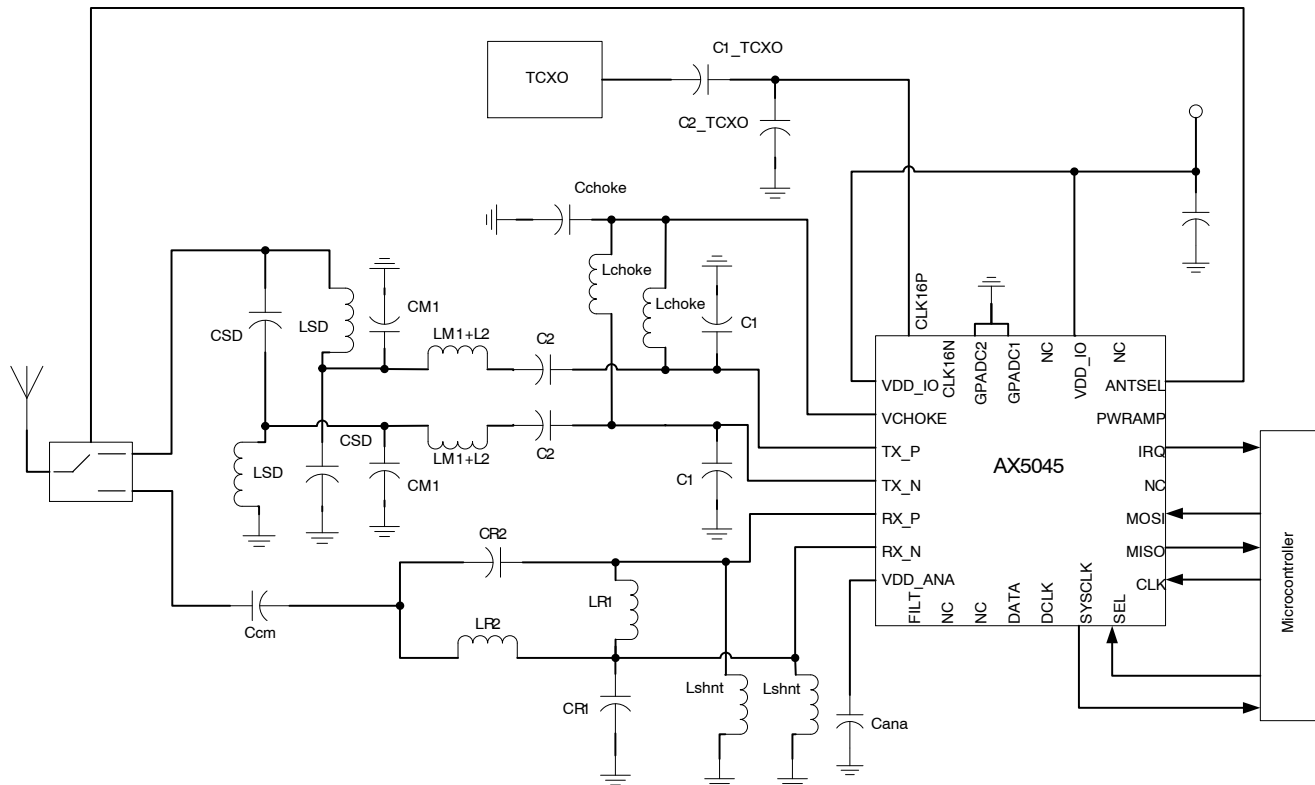 C1_TCXO
TCXO
C2_TCXO
Cchoke
Lchoke
Lchoke
CSD
LSD
CM1
LM1+L2
C2
C1
CLK16P
CLK16N
GPADC2
GPADC1
NC
VDD_IO
NC
VDD_IO
ANTSEL
VCHOKE
PWRAMP
TX_P
IRQ
AX5045
TX_N
NC
RX_P
MOSI
RX_N
MISO
VDD_ANA
CLK
FILT_ANA
NC
NC
DATA
DCLK
SYSCLK
SEL
Microcontroller
LSD
CSD
LM1+L2
C2
CM1
C1
CR2
LR1
Ccm
LR2
CR1
Lshnt
Lshnt
Cana